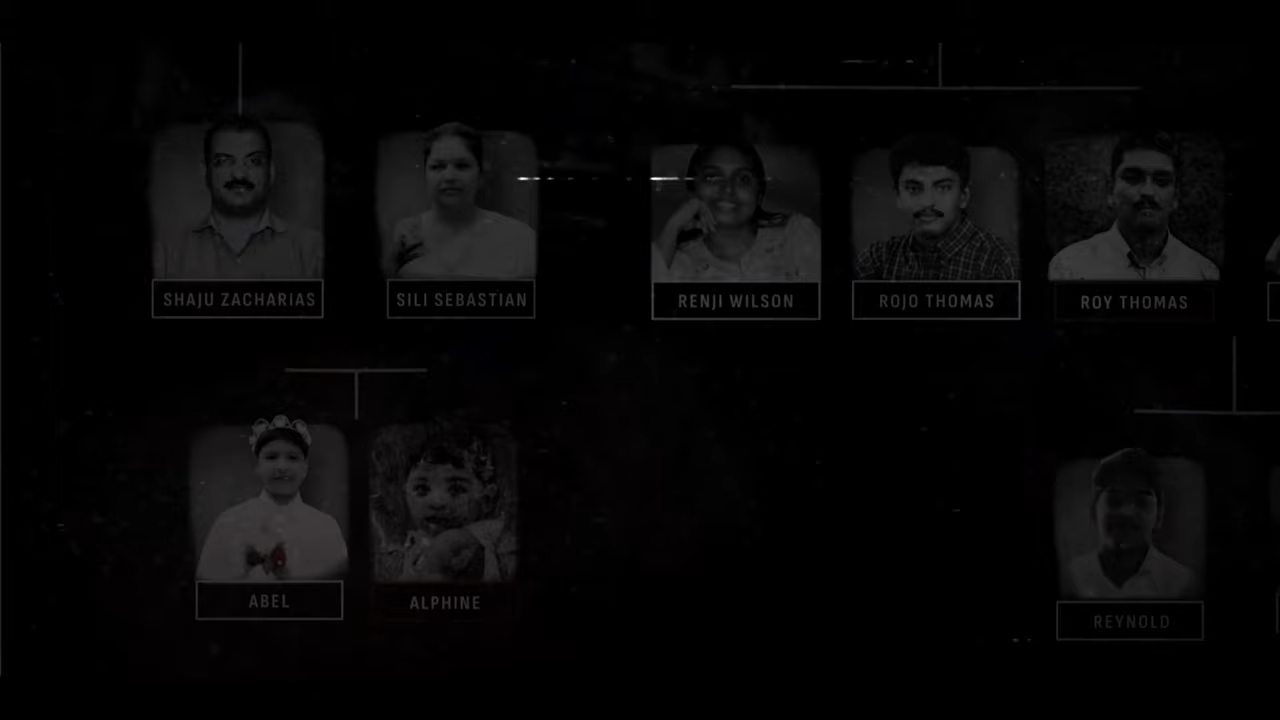 SHAJU ZACHARIAS
SILI SEBASTIAN
RENJI WILSON
ROJO THOMAS
ROY THOMAS
ABEL
ALPHINE
REYNOLD